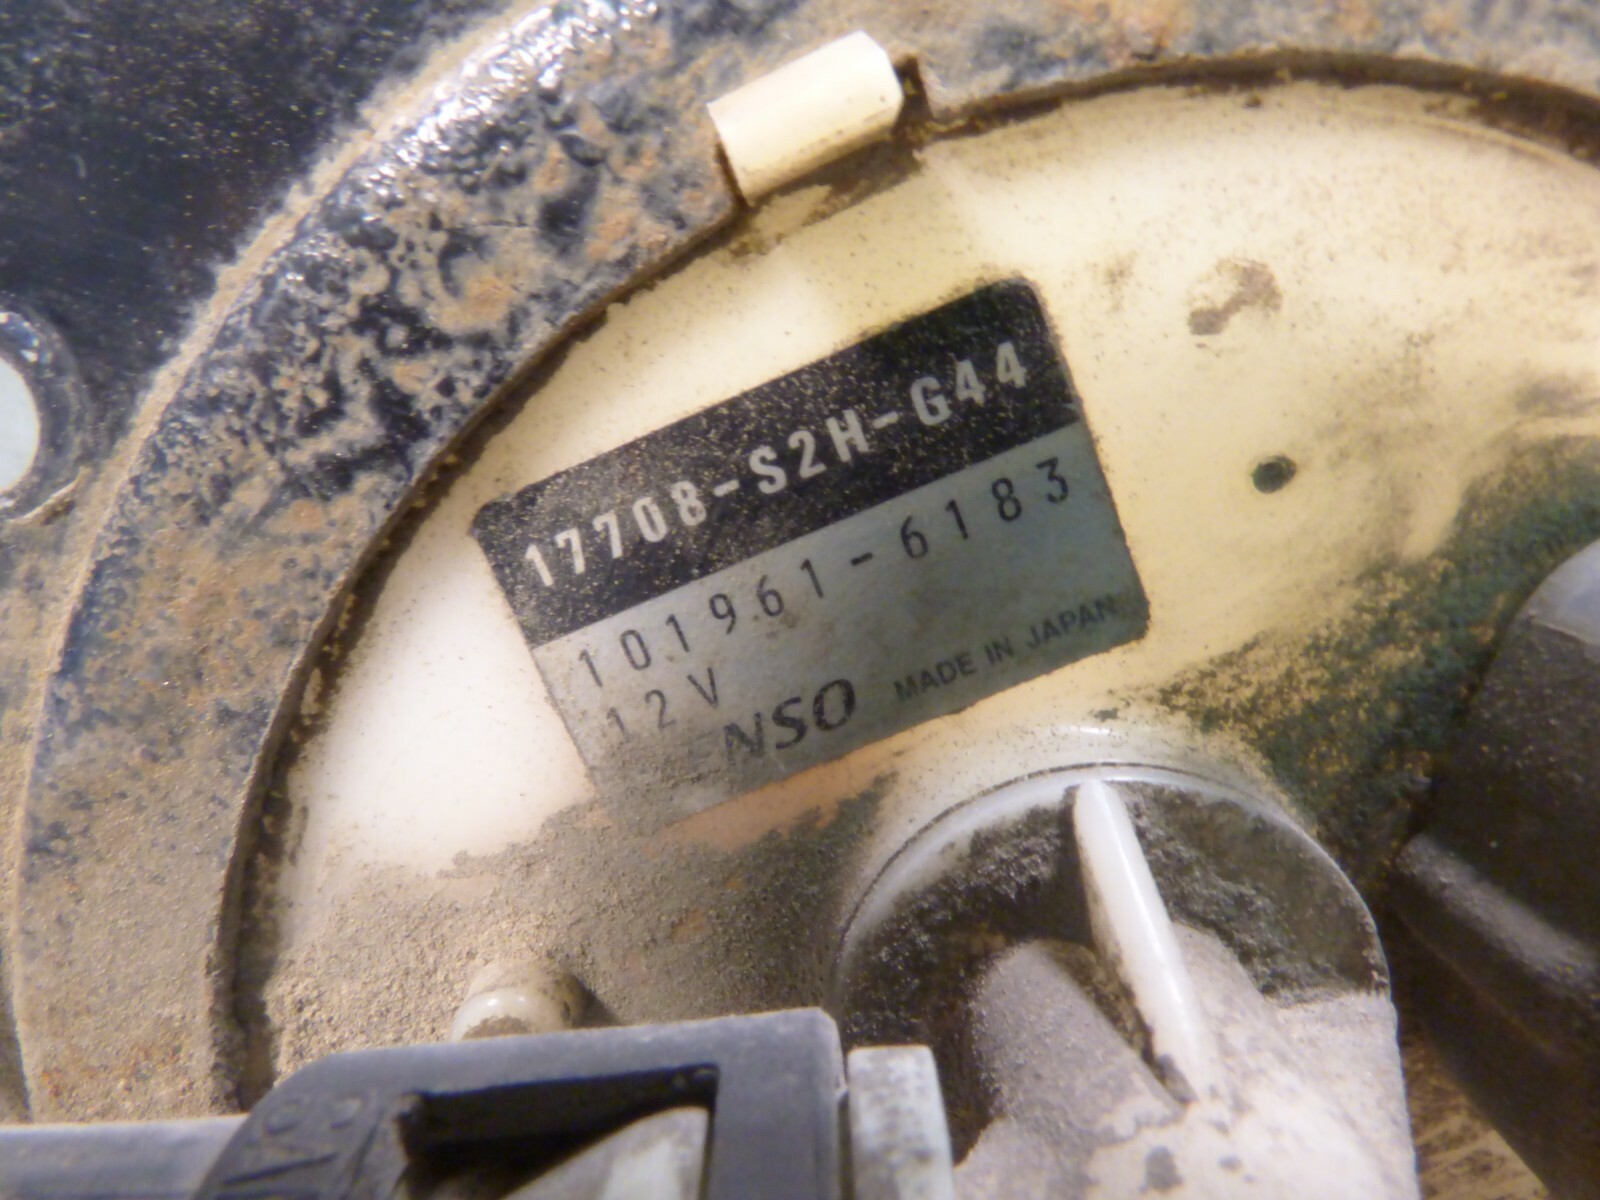 17708-S2H-G44
101961-6183
12V
NSO MADE IN JAPAN